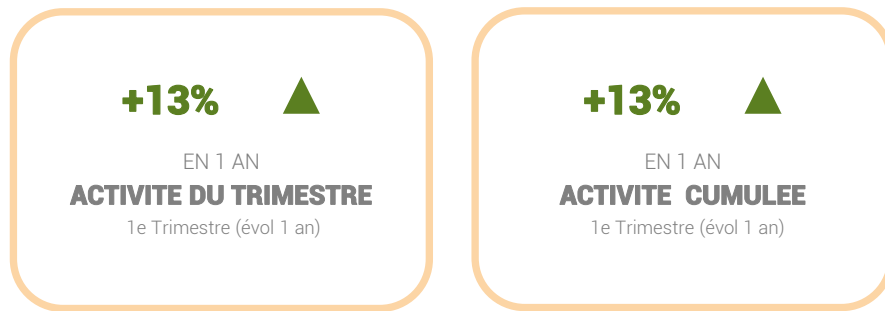 +13%
EN 1 AN
ACTIVITE DU TRIMESTRE
1e Trimestre (évol 1 an)
+13%
EN 1 AN
ACTIVITE CUMULEE
1e Trimestre (évol 1 an)